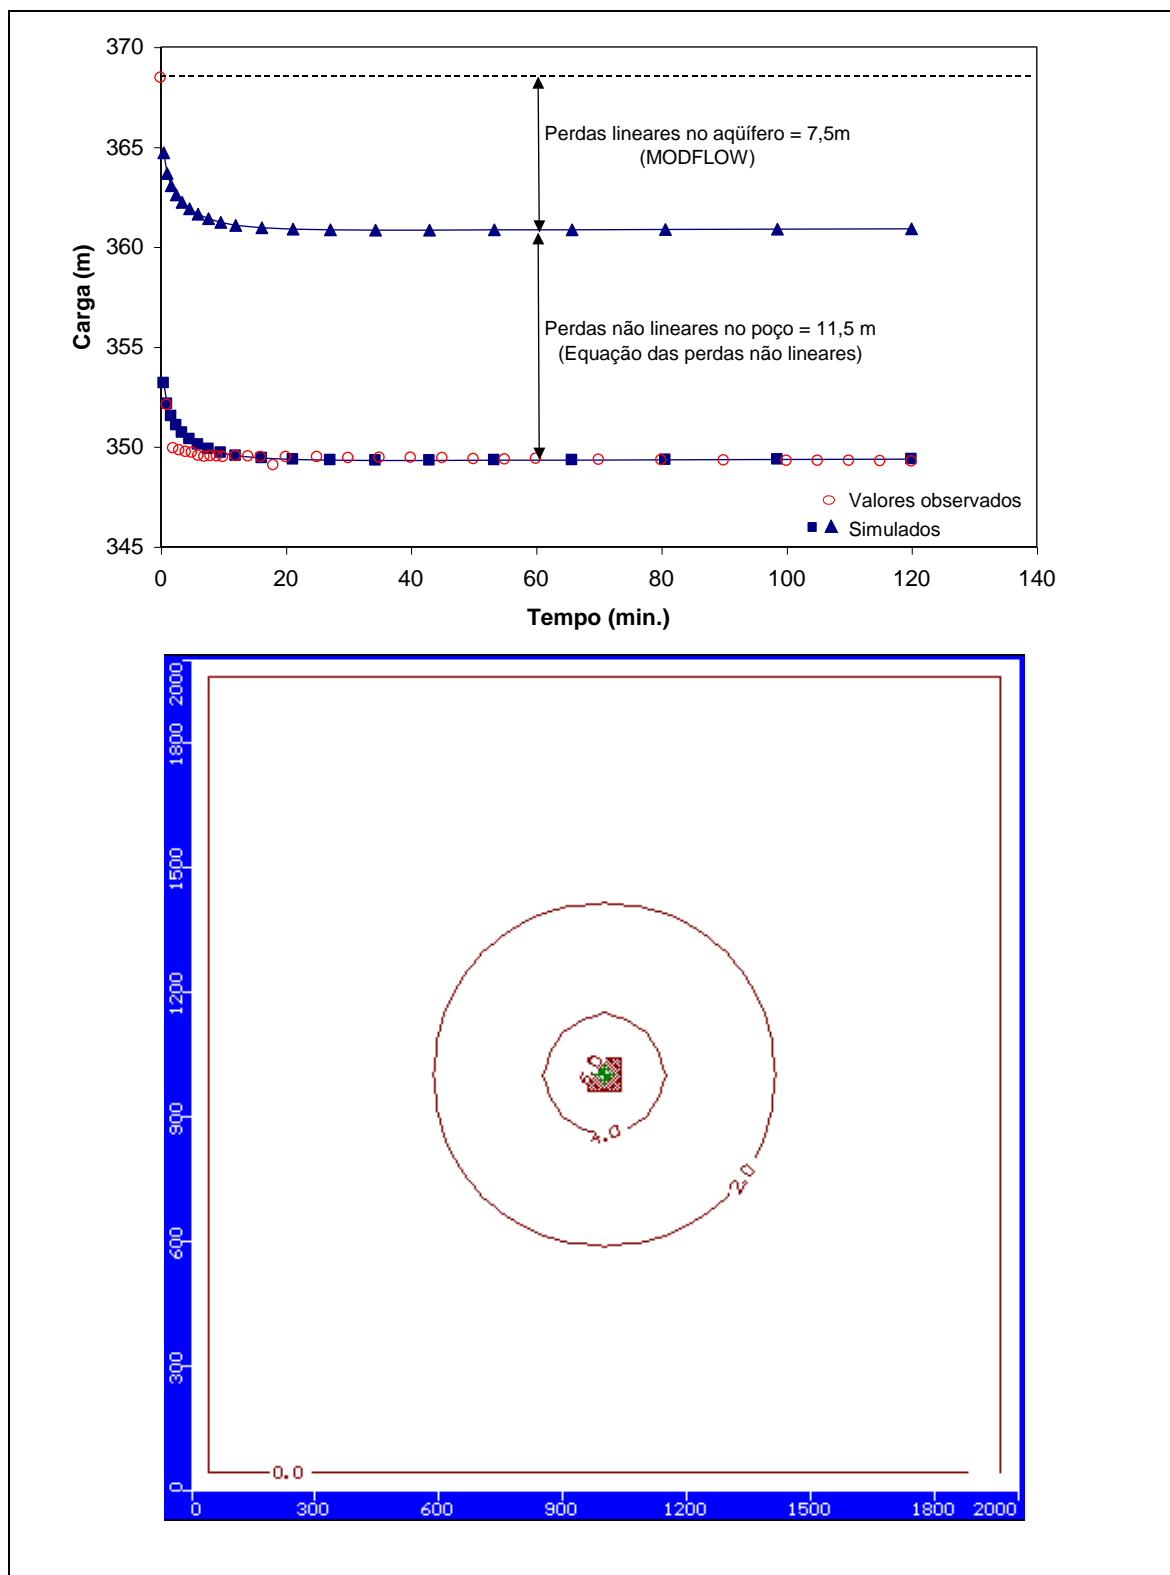 370
365
360
355
350
345
Carga (m)
Perdas lineares no aqüífero = 7,5m
(MODFLOW)
Perdas não lineares no poço = 11,5 m
(Equação das perdas não lineares)
Valores observados
Simulados
0 20 40 60 80 100 120 140
Tempo (min.)
2000
1800
1500
1200
900
600
300
0
6.0
4.0
2.0
0.0
0 300 600 900 1200 1500 1800 2000